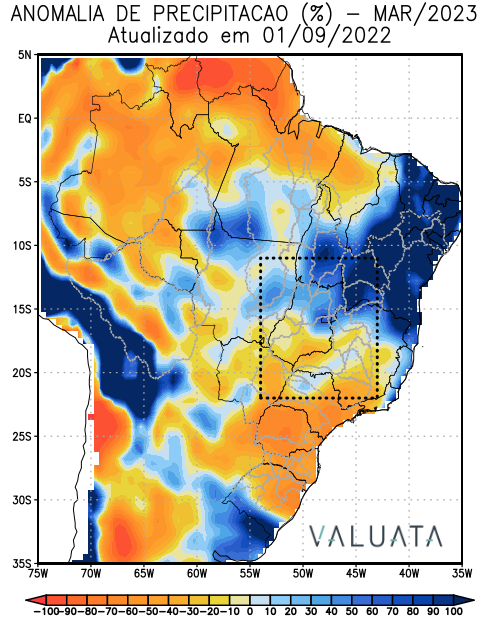 ANOMALIA DE PRECIPITACAO (%) – MAR/2023
Atualizado em 01/09/2022
5N
EQ
5S
10S
15S
20S
25S
30S
35S
VALUATA
75W 70W 65W 60W 55W 50W 45W 40W 35W
-100-90-80-70-60-50-40-30-20-10 0 10 20 30 40 50 60 70 80 90 100